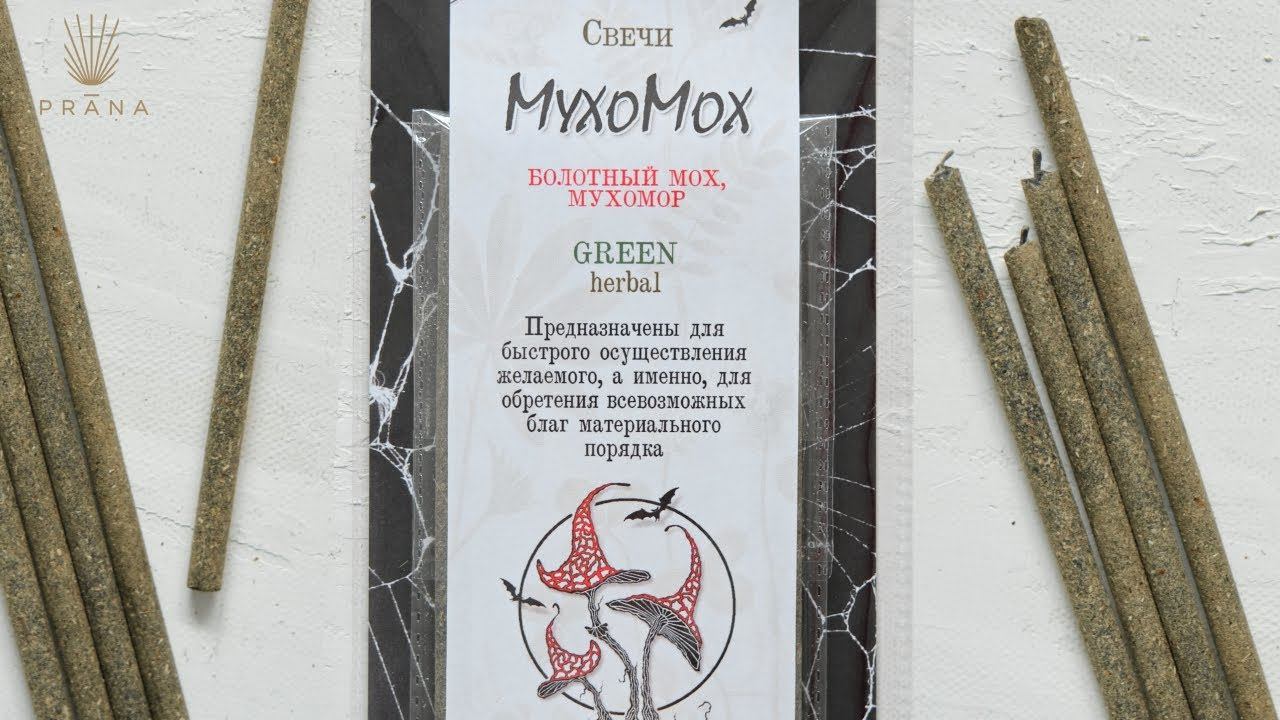 PRĀṆA
Свечи
МухоМох
БОЛОТНЫЙ МОХ,
МУХОМОР
GREEN
herbal
Предназначены для
быстрого осуществления
желаемого, а именно, для
обретения всевозможных
благ материального
порядка